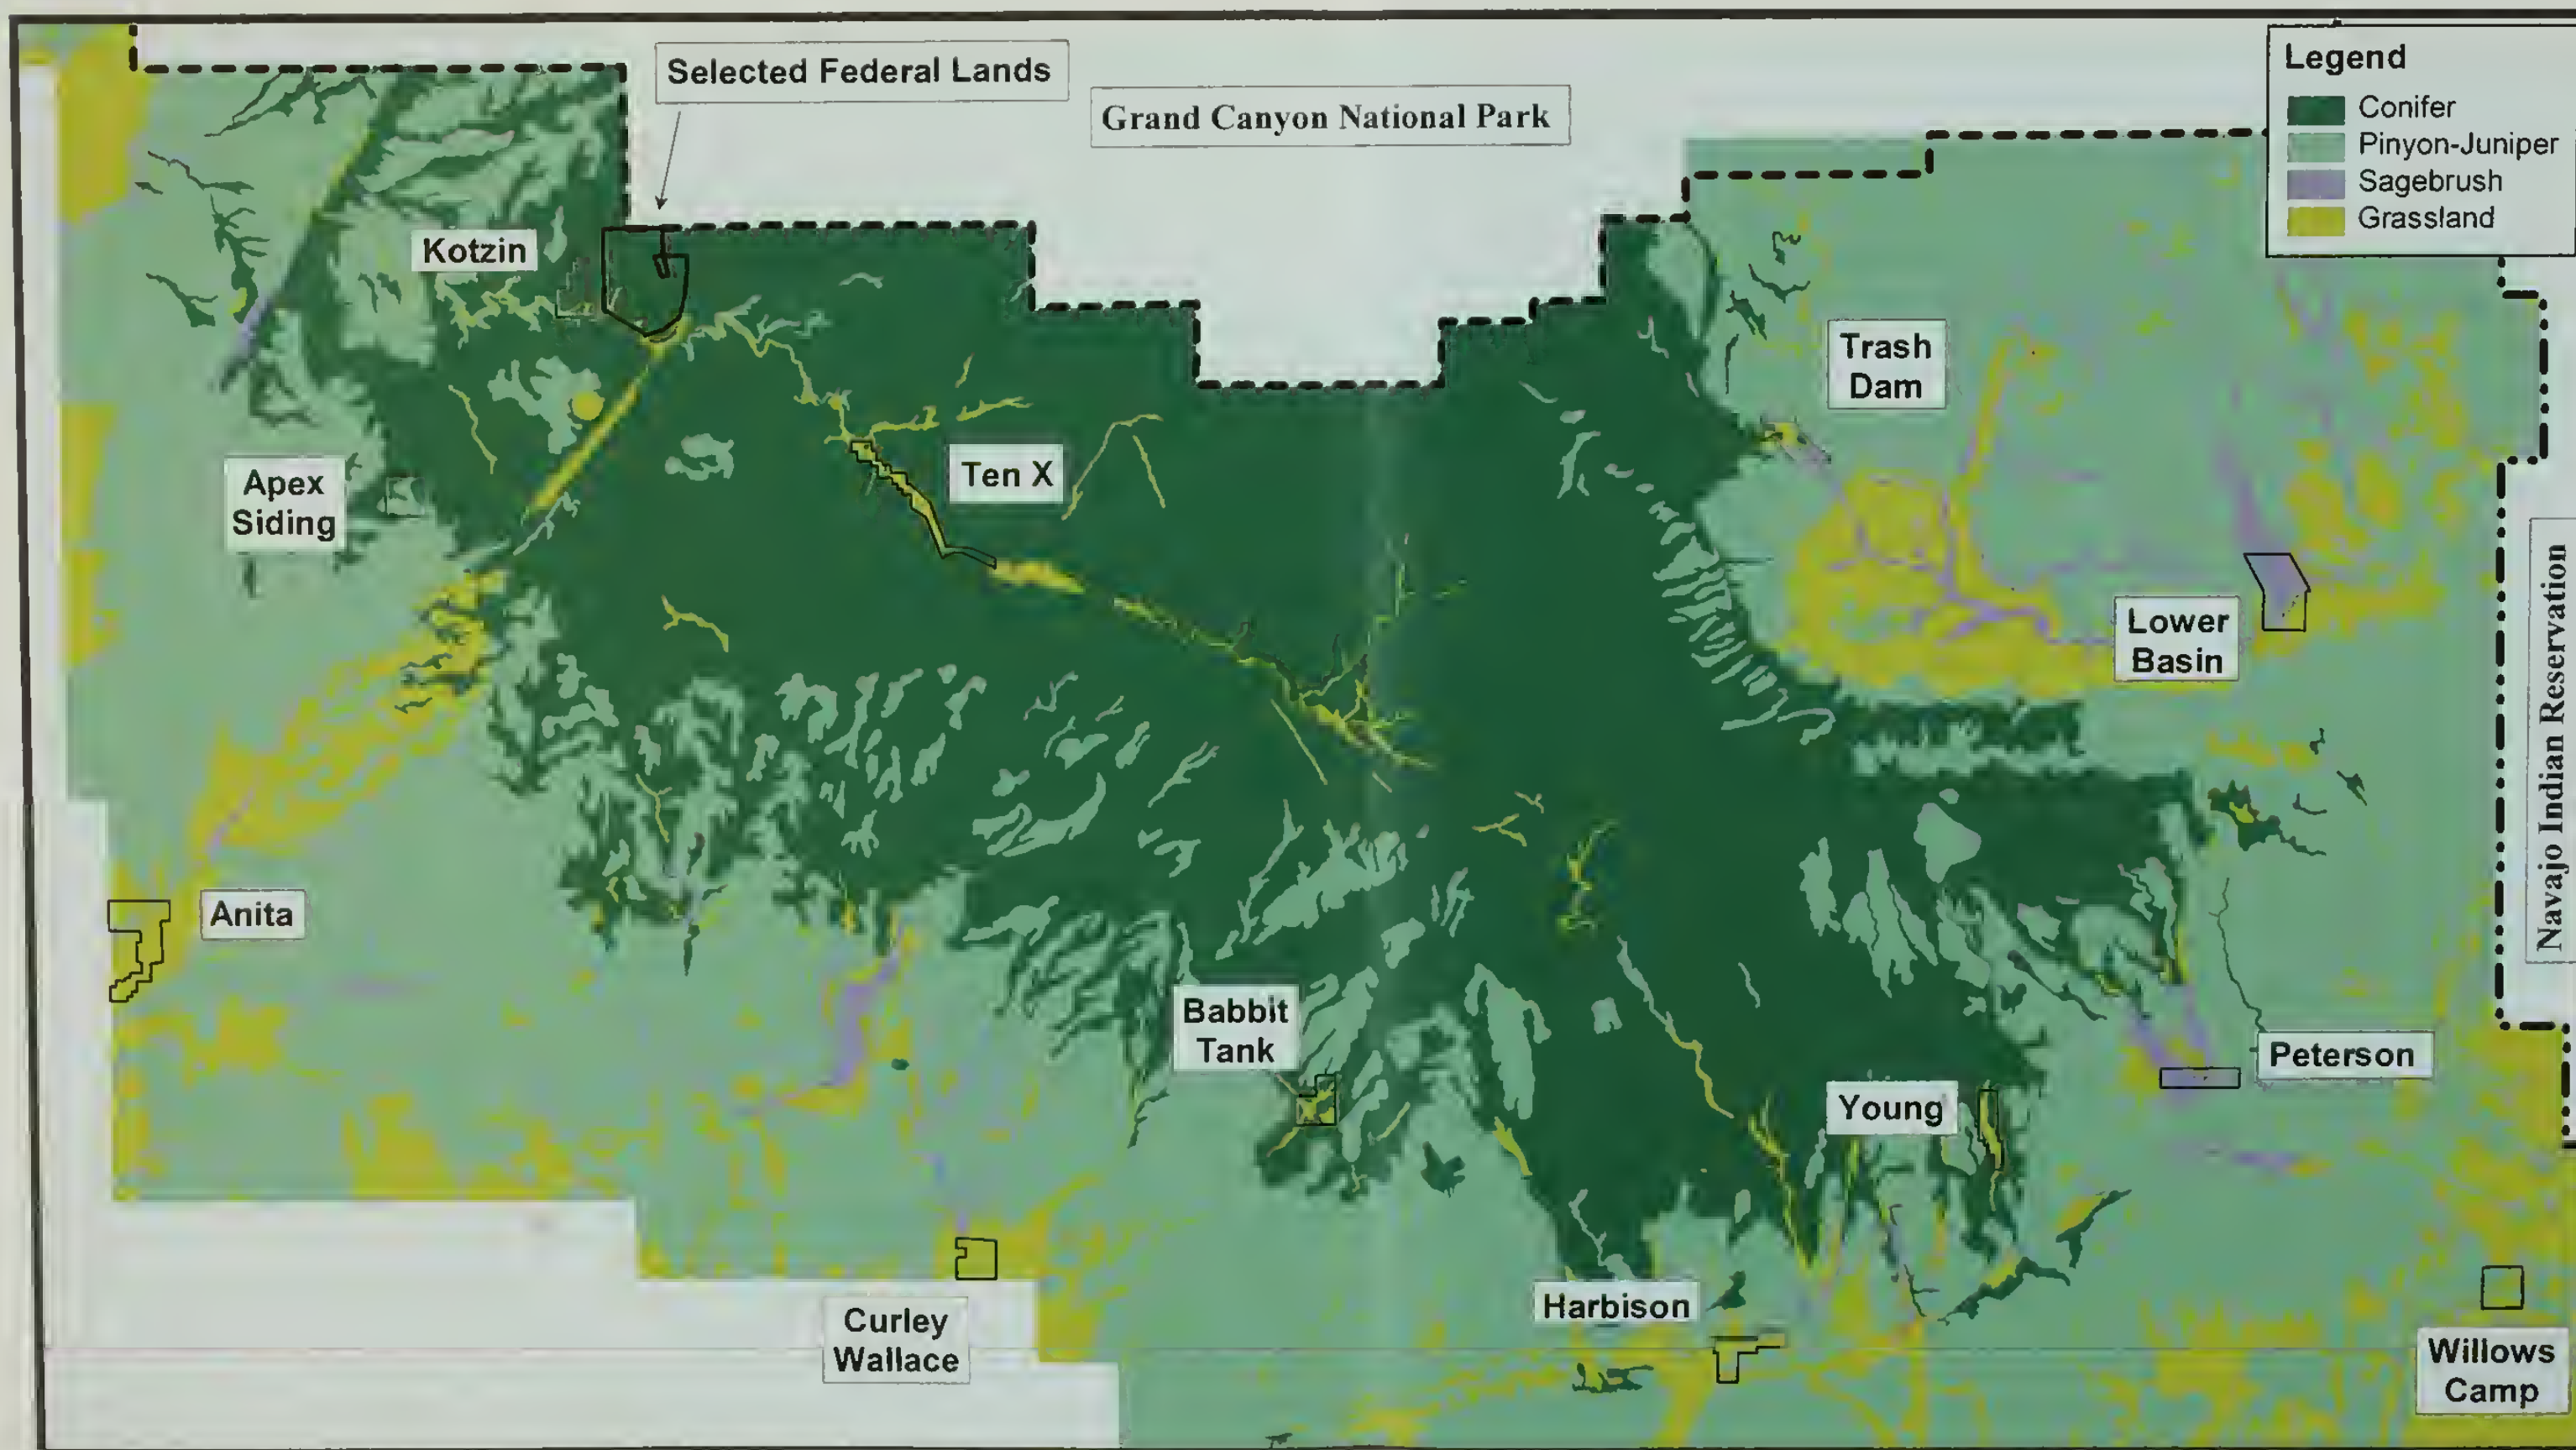 Selected Federal Lands
Grand Canyon National Park
Legend
Conifer
Pinyon-Juniper
Sagebrush
Grassland
Kotzin
Trash
Dam
Apex
Siding
Ten X
Lower
Basin
Navajo Indian Reservation
Anita
Babbit
Tank
Peterson
Young
Harbison
Curley
Wallace
Willows
Camp